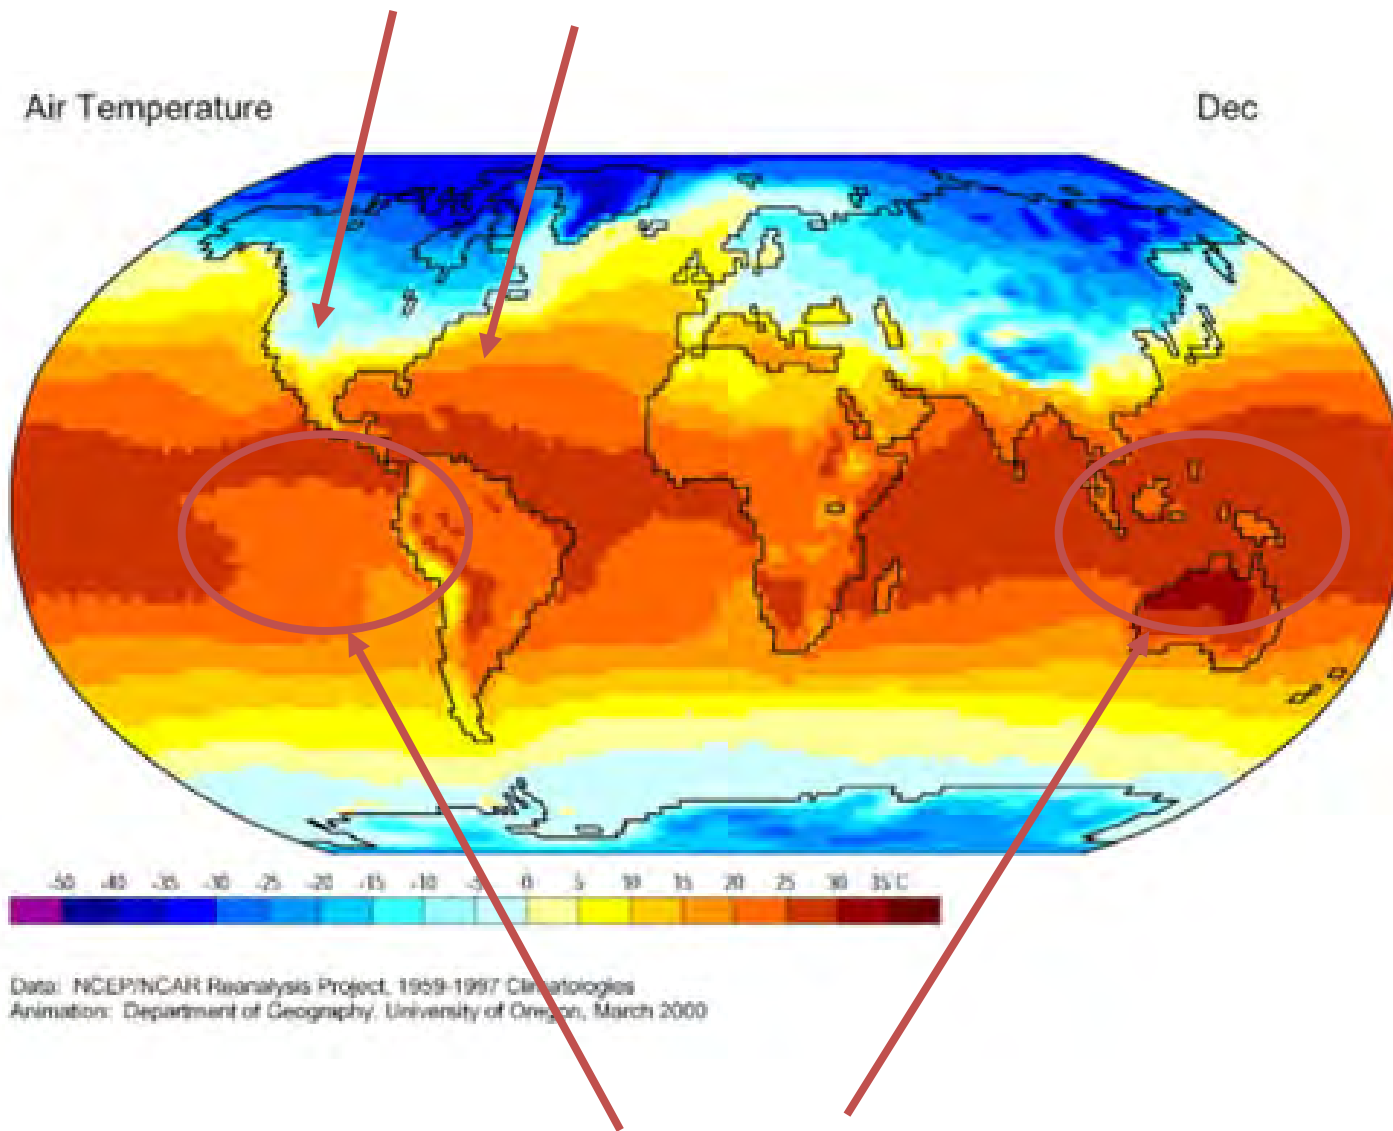 Air Temperature
Dec
-50 -40 -35 -30 -25 -20 -15 -10 -5 0 5 10 15 20 25 30 35 C
Data: NCEP/NCAR Reanalysis Project, 1959-1997 Climatologies
Animation: Department of Geography, University of Oregon, March 2000